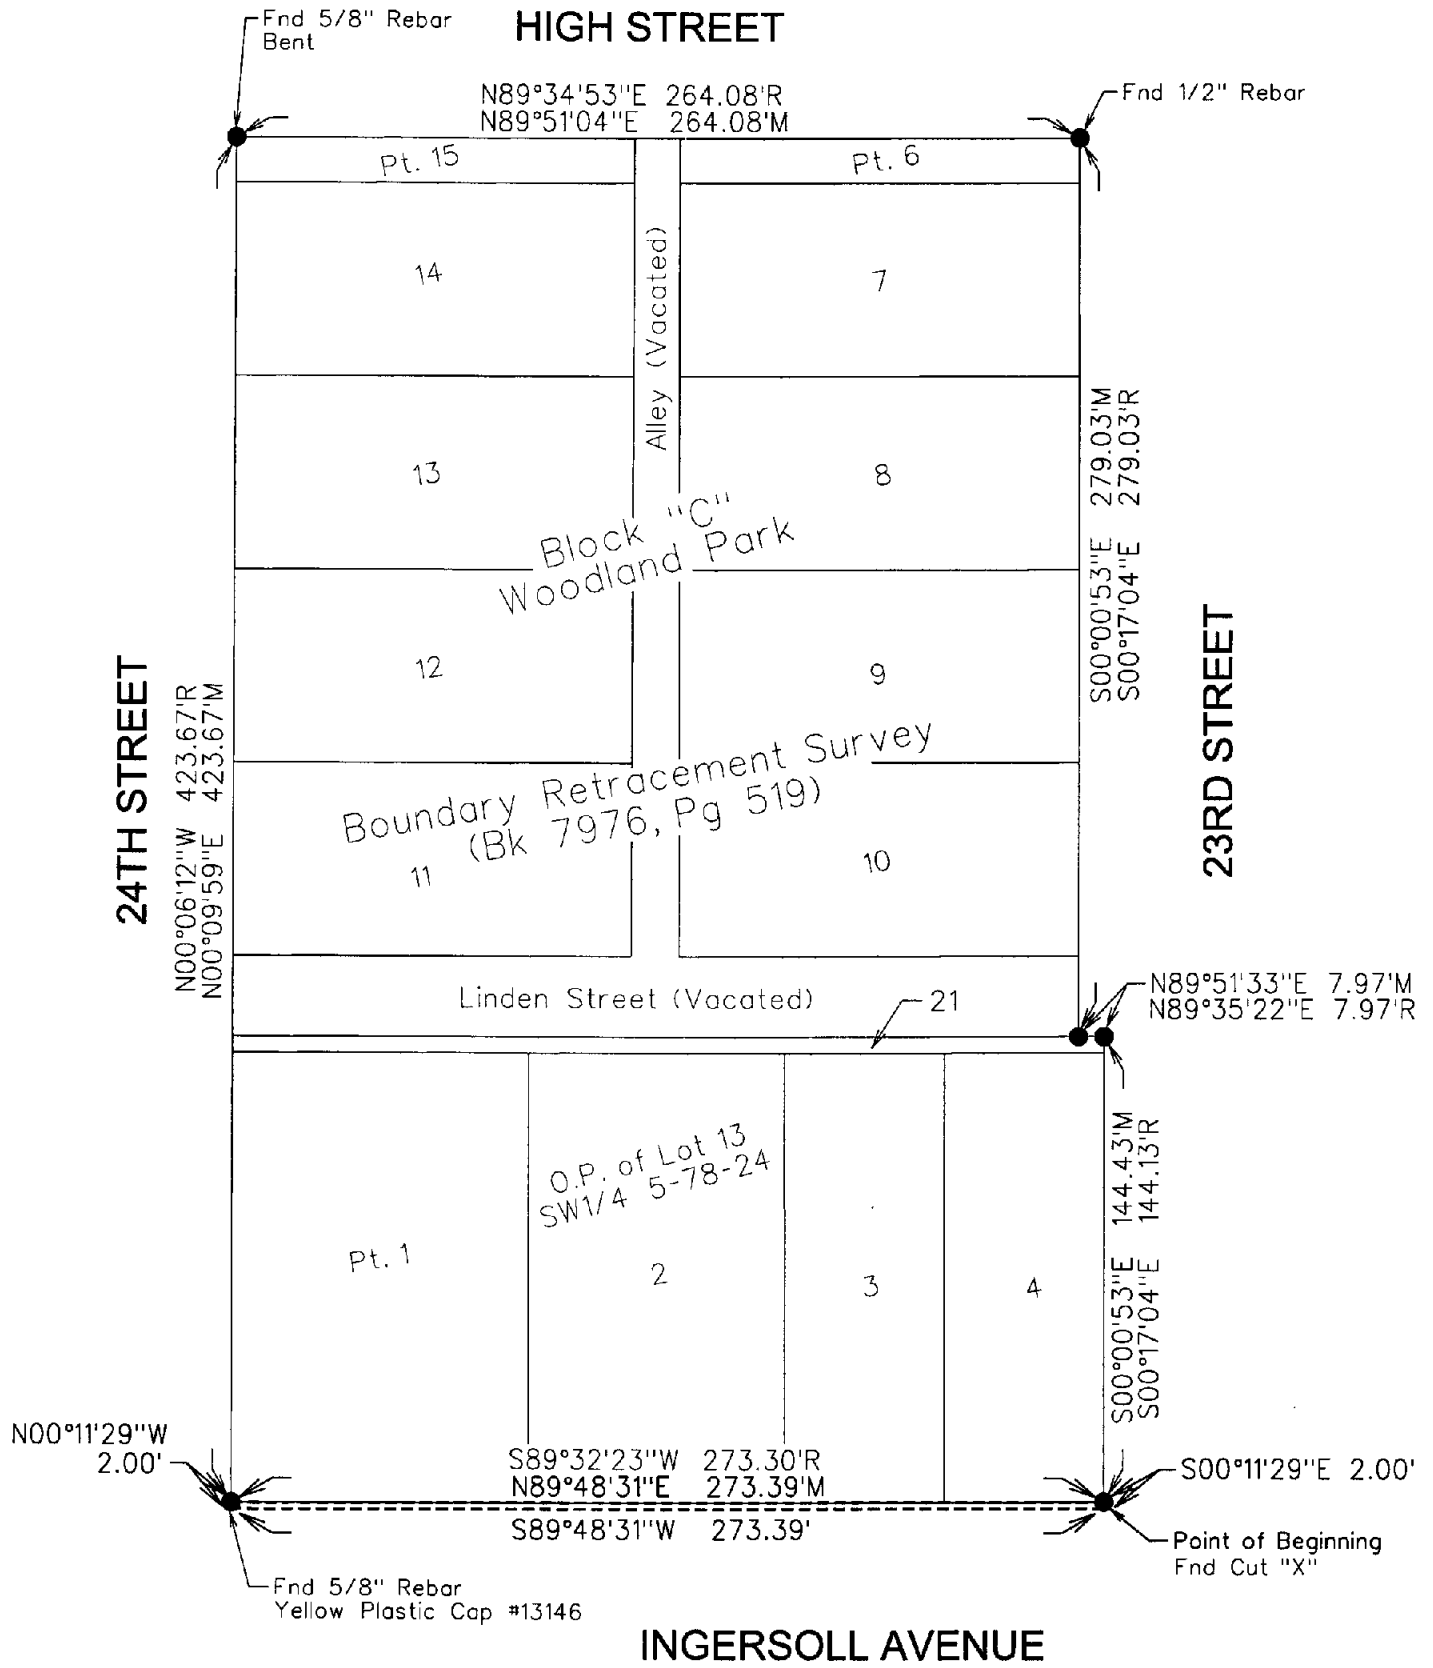 Fnd 5/8" Rebar
Bent
HIGH STREET
N89°34'53"E 264.08'R
N89°51'04"E 264.08'M
Fnd 1/2" Rebar
Pt. 15
Pt. 6
14
7
Alley (Vacated)
13
8
Block "C"
Woodland Park
S00°00'53"E 279.03'M
S00°17'04"E 279.03'R
12
9
24TH STREET
N00°06'12"W 423.67'R
N00°09'59"E 423.67'M
23RD STREET
Boundary Retracement Survey
(Bk 7976, Pg 519)
11
10
Linden Street (Vacated)
21
N89°51'33"E 7.97'M
N89°35'22"E 7.97'R
O.P. of Lot 13
SW1/4 5-78-24
S00°00'53"E 144.43'M
S00°17'04"E 144.13'R
Pt. 1
2
3
4
N00°11'29"W
2.00'
S89°32'23"W 273.30'R
N89°48'31"E 273.39'M
S89°48'31"W 273.39'
S00°11'29"E 2.00'
Point of Beginning
Fnd Cut "X"
Fnd 5/8" Rebar
Yellow Plastic Cap #13146
INGERSOLL AVENUE